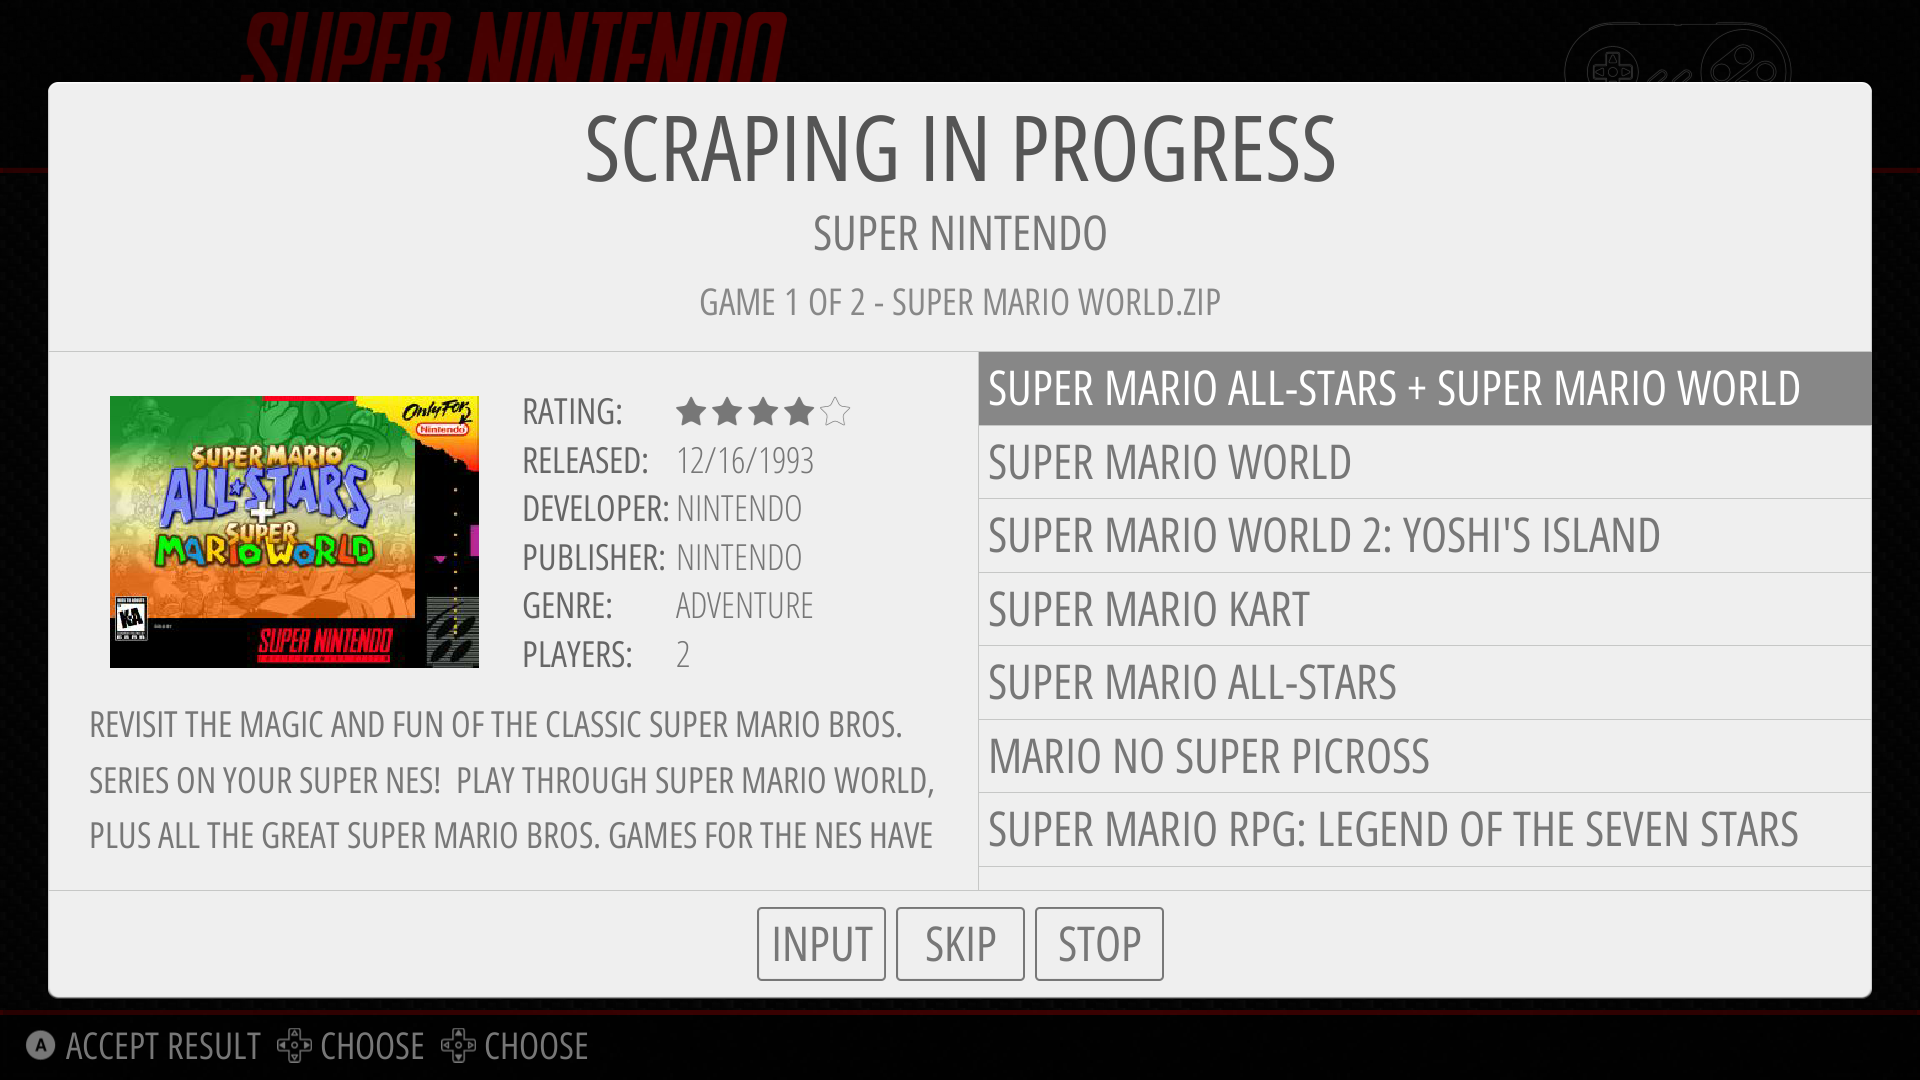 SUPER NINTENDO
SCRAPING IN PROGRESS
SUPER NINTENDO
GAME 1 OF 2 - SUPER MARIO WORLD.ZIP
Only For
Nintendo
SUPER MARIO
ALL★STARS
+
SUPER
MARIO WORLD
KA
SUPER NINTENDO
RATING:
RELEASED: 12/16/1993
DEVELOPER: NINTENDO
PUBLISHER: NINTENDO
GENRE: ADVENTURE
PLAYERS: 2
REVISIT THE MAGIC AND FUN OF THE CLASSIC SUPER MARIO BROS.
SERIES ON YOUR SUPER NES!  PLAY THROUGH SUPER MARIO WORLD,
PLUS ALL THE GREAT SUPER MARIO BROS. GAMES FOR THE NES HAVE
SUPER MARIO ALL-STARS + SUPER MARIO WORLD
SUPER MARIO WORLD
SUPER MARIO WORLD 2: YOSHI'S ISLAND
SUPER MARIO KART
SUPER MARIO ALL-STARS
MARIO NO SUPER PICROSS
SUPER MARIO RPG: LEGEND OF THE SEVEN STARS
INPUT SKIP STOP
A ACCEPT RESULT CHOOSE CHOOSE